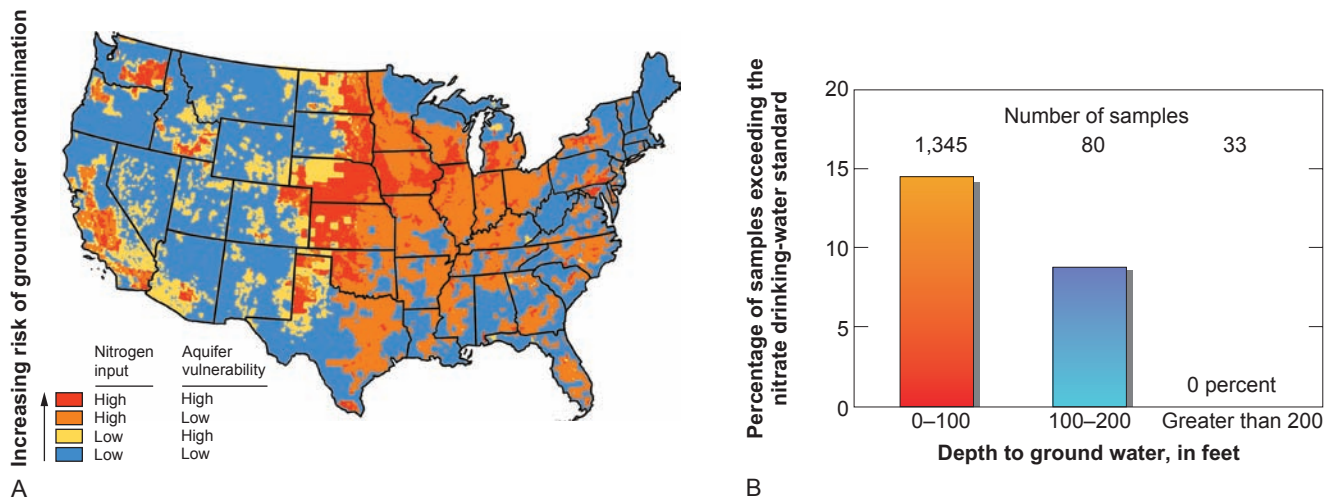 Increasing risk of groundwater contamination
Nitrogen input
Aquifer vulnerability
High High
High Low
Low High
Low Low
A
Percentage of samples exceeding the
nitrate drinking-water standard
20
15
10
5
0
Number of samples
1,345 80 33
0 percent
0–100 100–200 Greater than 200
Depth to ground water, in feet
B